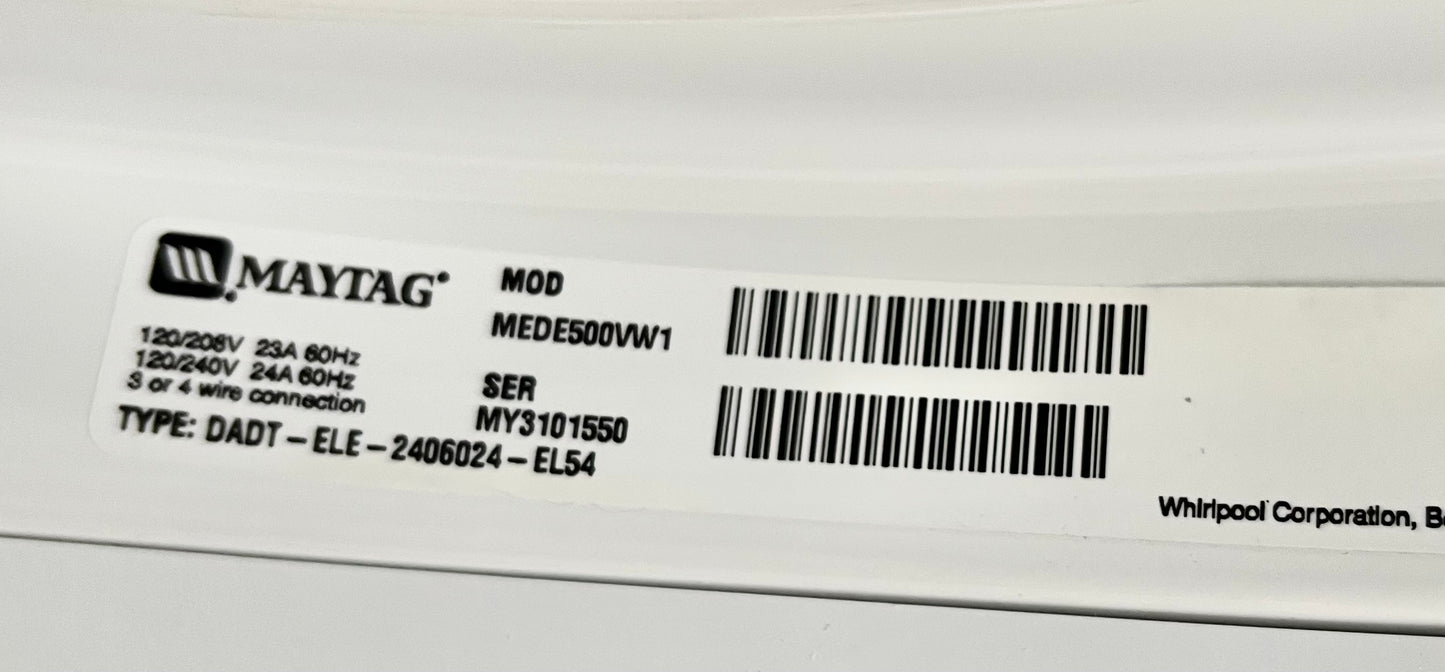 MAYTAG®
120/208V 23A 60Hz
120/240V 24A 60Hz
3 or 4 wire connection
TYPE: DADT – ELE – 2406024 – EL54
MOD
MEDE500VW1
SER
MY3101550
Whirlpool Corporation,